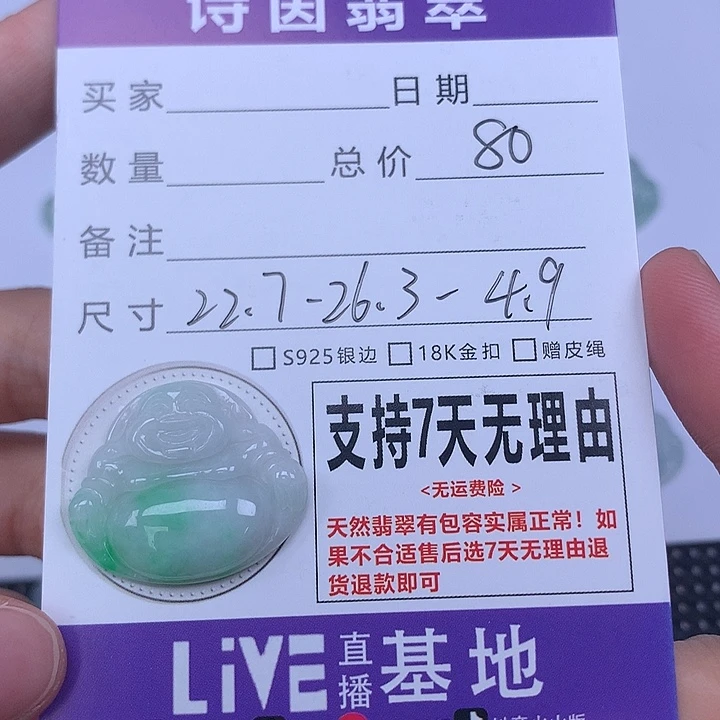 诗茵翡翠
买家 日期
数量 总价 80
备注
尺寸 22.7-26.3-4.9
S925银边 18K金扣 赠皮绳
支持7天无理由
<无运费险>
天然翡翠有包容实属正常！如
果不合适售后选7天无理由退
货退款即可
LiVE直播基地